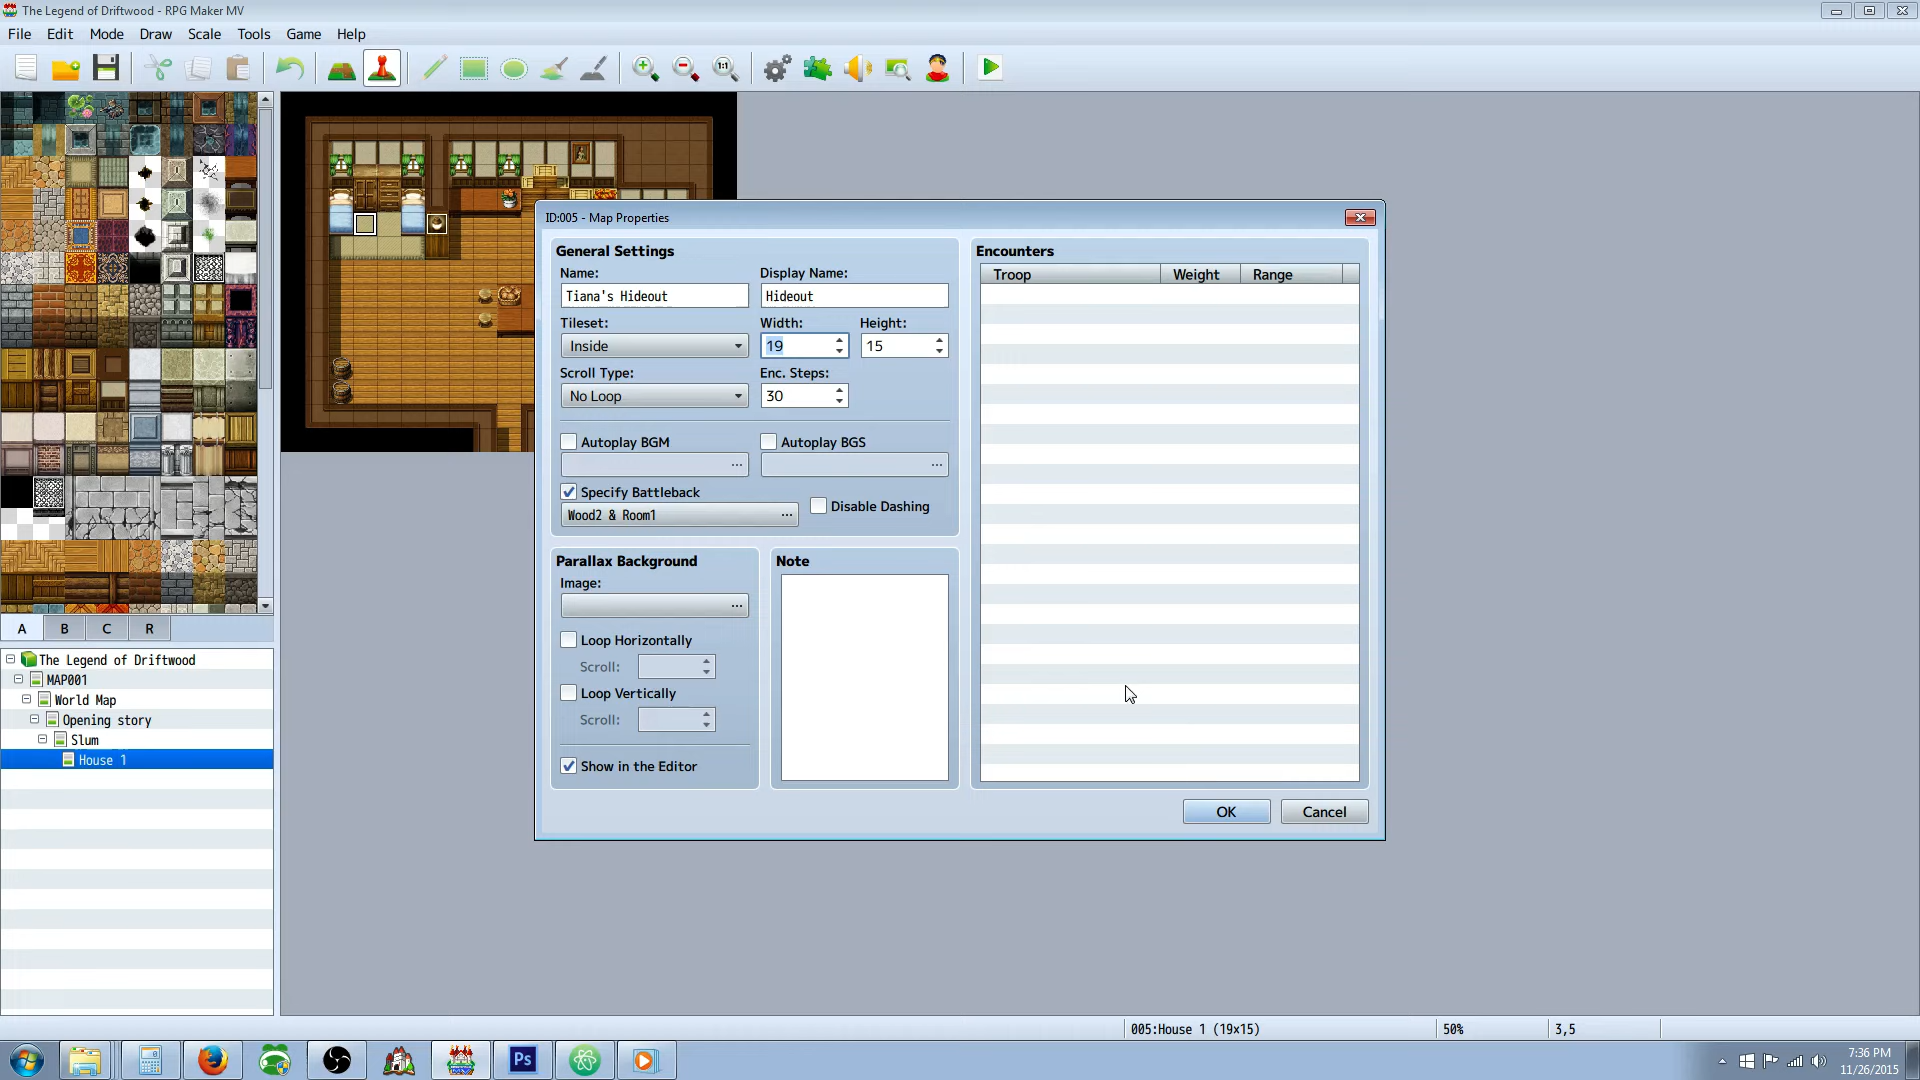 The Legend of Driftwood - RPG Maker MV
File Edit Mode Draw Scale Tools Game Help
1:1
ID:005 - Map Properties
General Settings
Name: Display Name:
Tiana's Hideout Hideout
Tileset: Width: Height:
Inside 19 15
Scroll Type: Enc. Steps:
No Loop 30
Autoplay BGM Autoplay BGS
... ...
Specify Battleback
Wood2 & Room1 ... Disable Dashing
Parallax Background
Image:
...
Loop Horizontally
Scroll:
Loop Vertically
Scroll:
Show in the Editor
Note
Encounters
Troop Weight Range
OK Cancel
A B C R
The Legend of Driftwood
MAP001
World Map
Opening story
Slum
House 1
005:House 1 (19x15) 50% 3,5
Ps
7:36 PM
11/26/2015